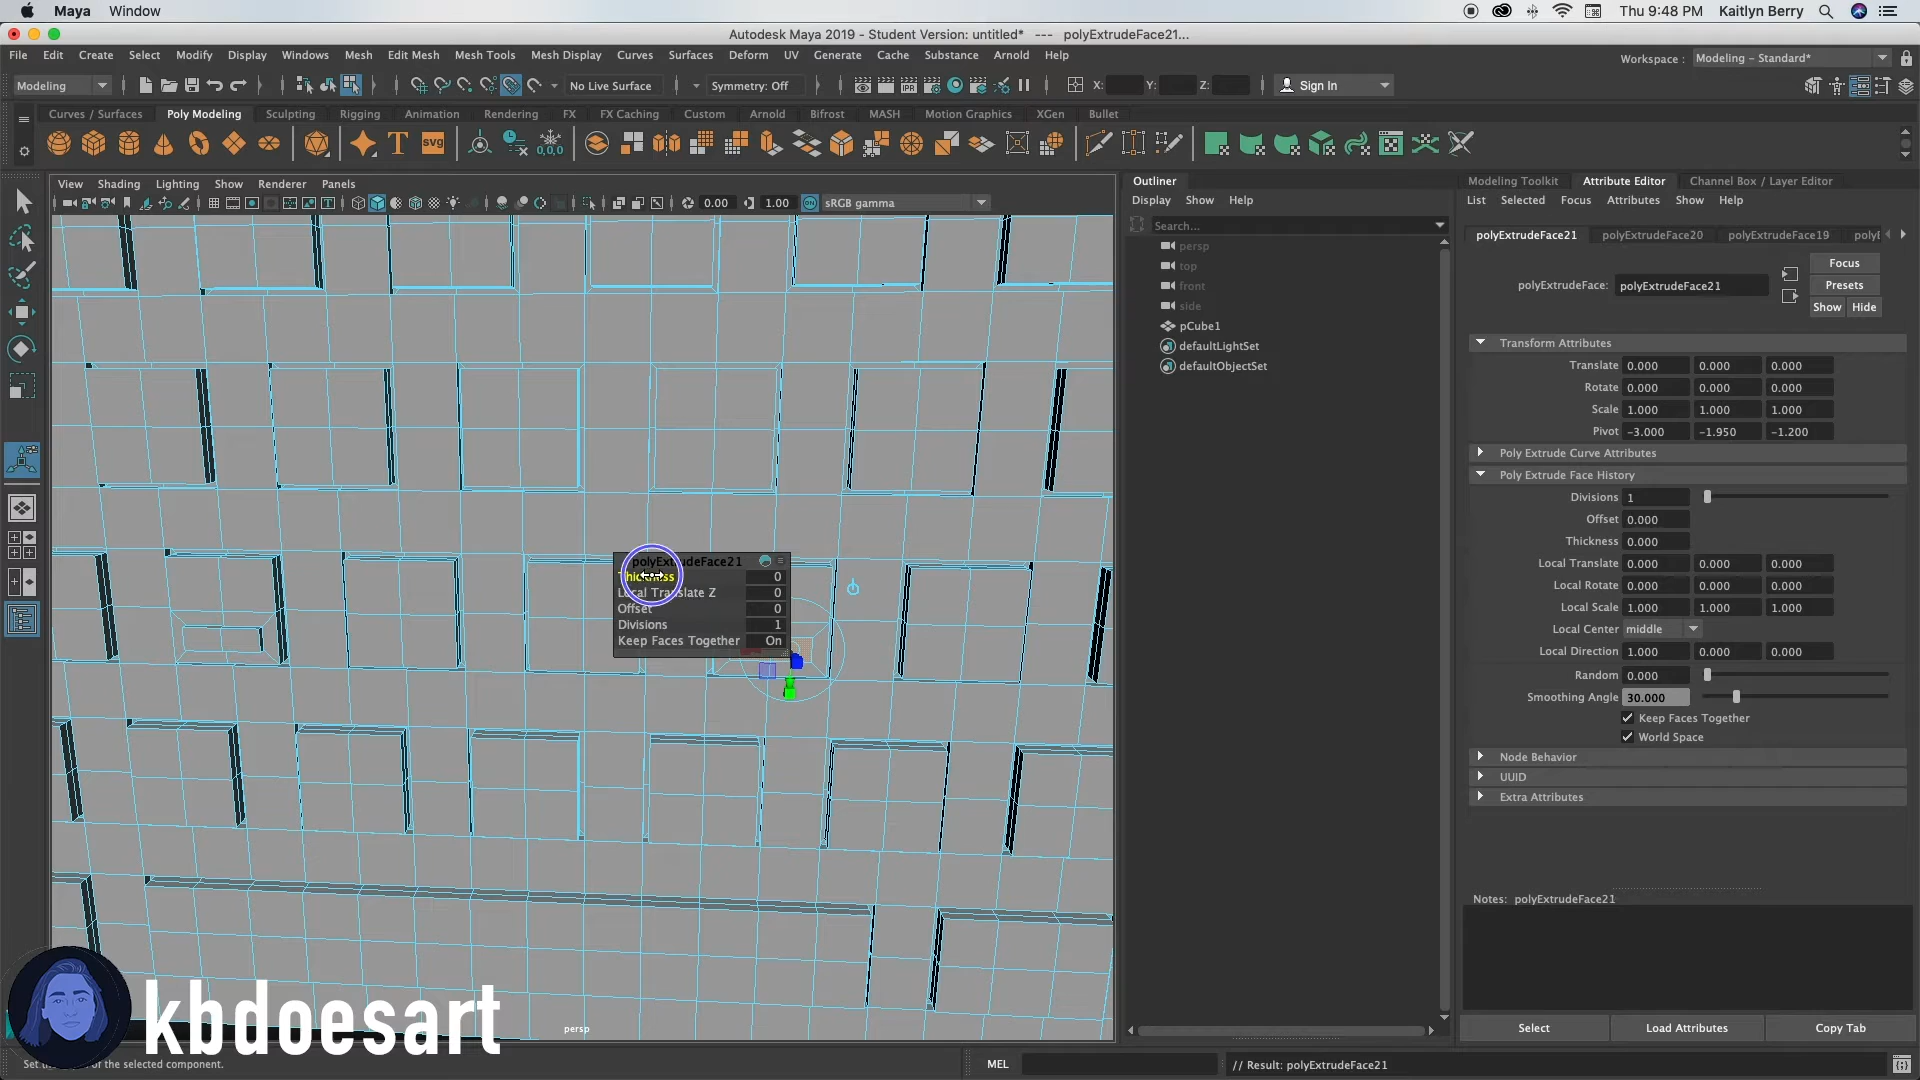 Maya Window
Thu 9:48 PM Kaitlyn Berry
Autodesk Maya 2019 - Student Version: untitled* --- polyExtrudeFace21...
File Edit Create Select Modify Display Windows Mesh Edit Mesh Mesh Tools Mesh Display Curves Surfaces Deform UV Generate Cache Substance Arnold Help
Workspace : Modeling - Standard*
Modeling No Live Surface Symmetry: Off X: Y: Z: Sign In
Curves / Surfaces Poly Modeling Sculpting Rigging Animation Rendering FX FX Caching Custom Arnold Bifrost MASH Motion Graphics XGen Bullet
T SVG 0,0,0
View Shading Lighting Show Renderer Panels
0.00 1.00 sRGB gamma
polyExtrudeFace21
Thickness 0
Local Translate Z 0
Offset 0
Divisions 1
Keep Faces Together On
persp
kbdoesart
Outliner
Display Show Help
Search...
persp
top
front
side
pCube1
defaultLightSet
defaultObjectSet
Modeling Toolkit Attribute Editor Channel Box / Layer Editor
List Selected Focus Attributes Show Help
polyExtrudeFace21 polyExtrudeFace20 polyExtrudeFace19
Focus
polyExtrudeFace: polyExtrudeFace21 Presets
Show Hide
Transform Attributes
Translate 0.000 0.000 0.000
Rotate 0.000 0.000 0.000
Scale 1.000 1.000 1.000
Pivot -3.000 -1.950 -1.200
Poly Extrude Curve Attributes
Poly Extrude Face History
Divisions 1
Offset 0.000
Thickness 0.000
Local Translate 0.000 0.000 0.000
Local Rotate 0.000 0.000 0.000
Local Scale 1.000 1.000 1.000
Local Center middle
Local Direction 1.000 0.000 0.000
Random 0.000
Smoothing Angle 30.000
Keep Faces Together
World Space
Node Behavior
UUID
Extra Attributes
Notes: polyExtrudeFace21
Select Load Attributes Copy Tab
of the selected component. MEL // Result: polyExtrudeFace21